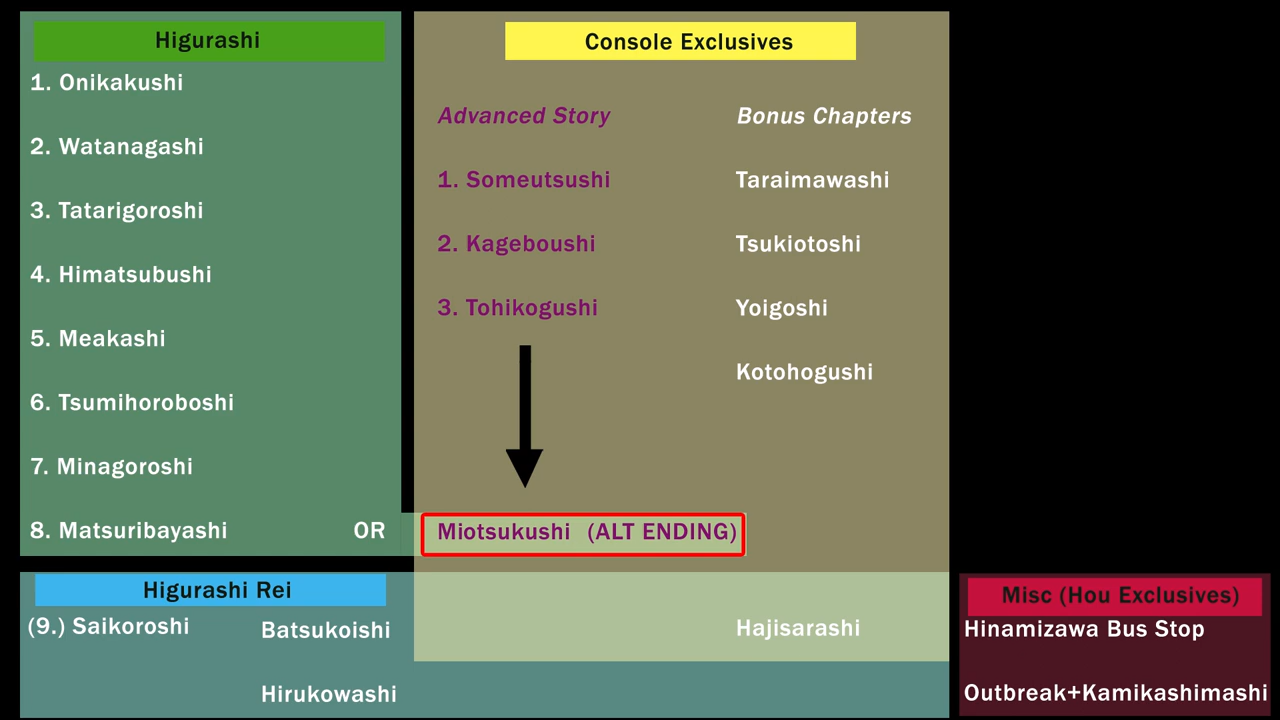 Higurashi
1. Onikakushi
2. Watanagashi
3. Tatarigoroshi
4. Himatsubushi
5. Meakashi
6. Tsumihoroboshi
7. Minagoroshi
8. Matsuribayashi OR
Console Exclusives
Advanced Story
1. Someutsushi
2. Kageboushi
3. Tohikogushi
Miotsukushi (ALT ENDING)
Bonus Chapters
Taraimawashi
Tsukiotoshi
Yoigoshi
Kotohogushi
Hajisarashi
Higurashi Rei
(9.) Saikoroshi
Batsukoishi
Hirukowashi
Misc (Hou Exclusives)
Hinamizawa Bus Stop
Outbreak+Kamikashimashi